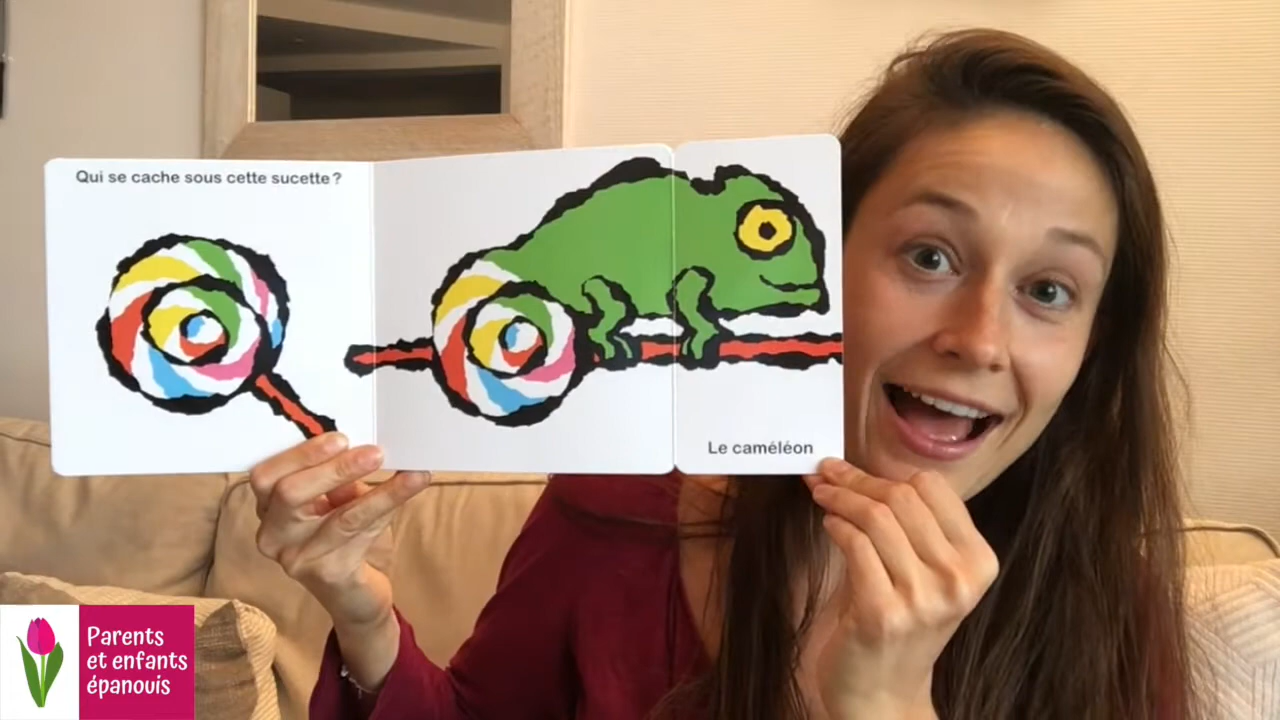 Qui se cache sous cette sucette ?
Le caméléon
Parents
et enfants
épanouis